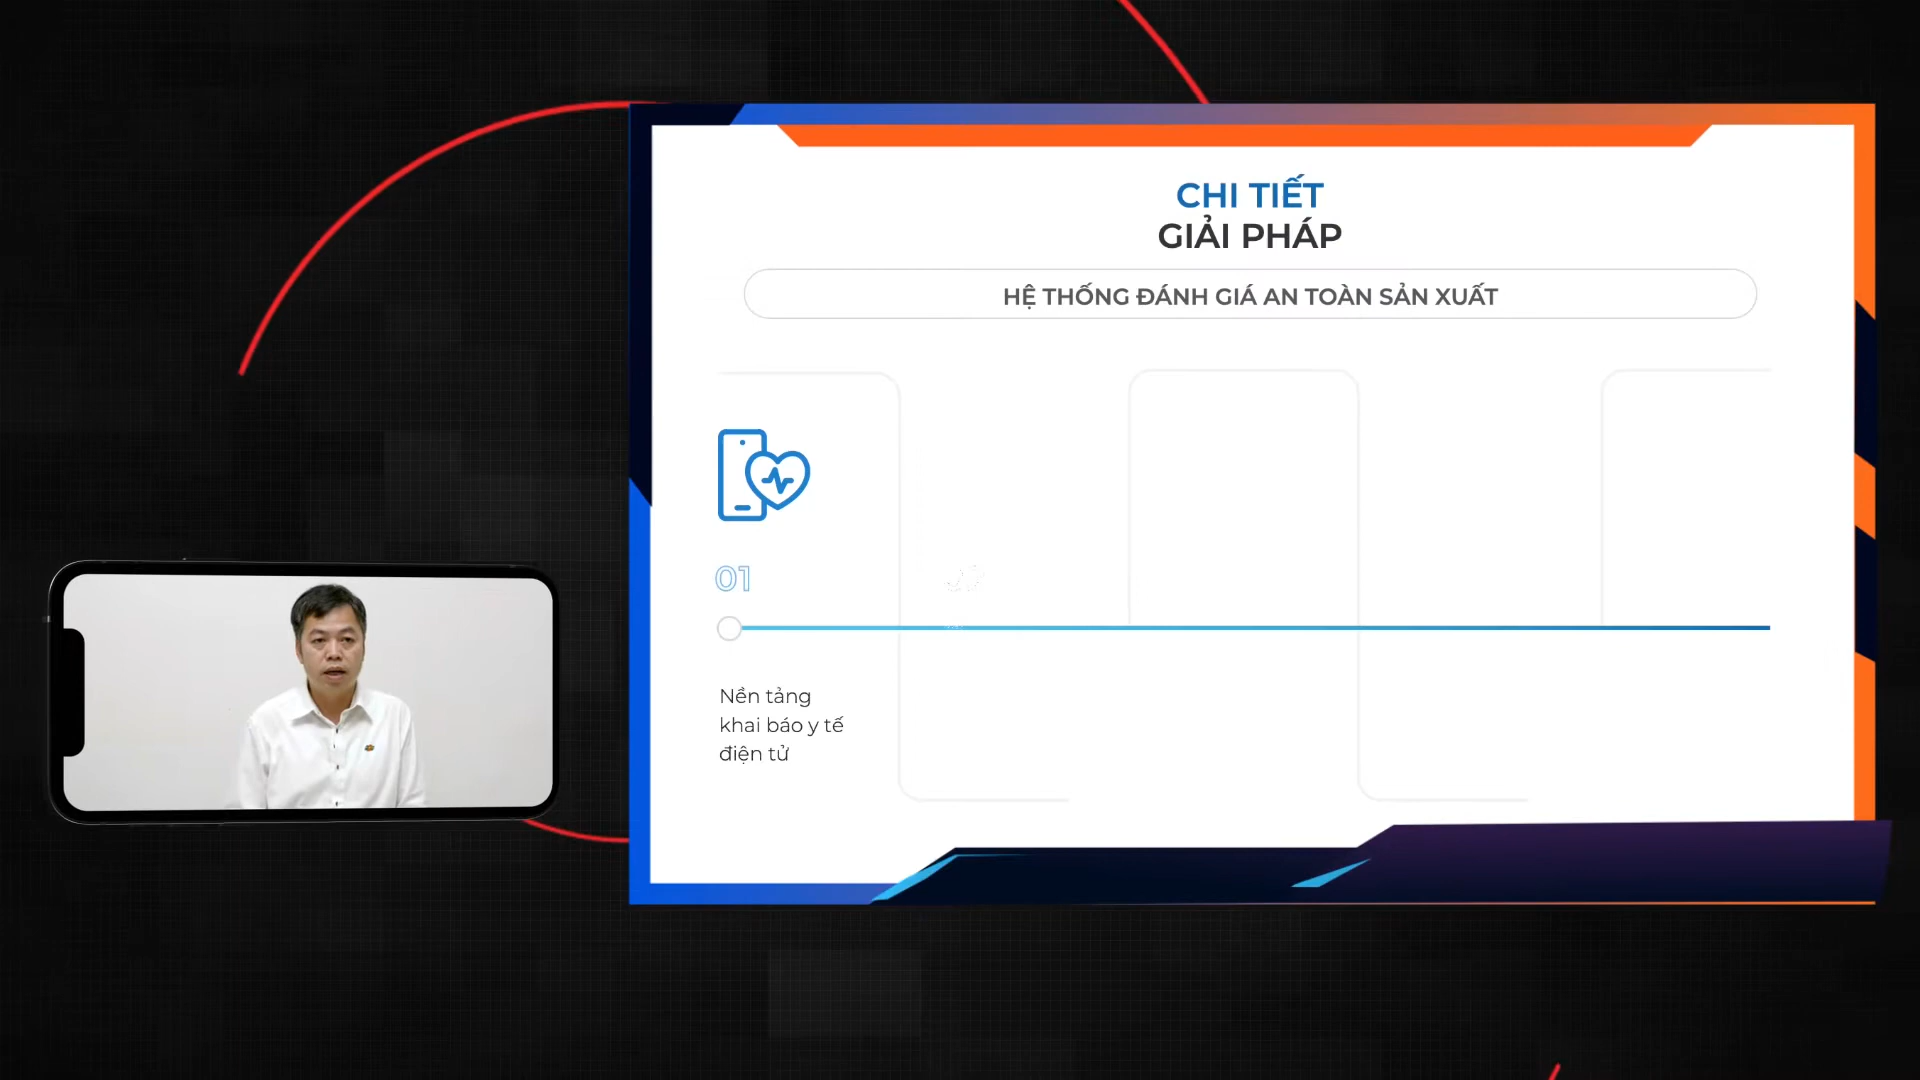 CHI TIẾT
GIẢI PHÁP
HỆ THỐNG ĐÁNH GIÁ AN TOÀN SẢN XUẤT
01
Nền tảng
khai báo y tế
điện tử